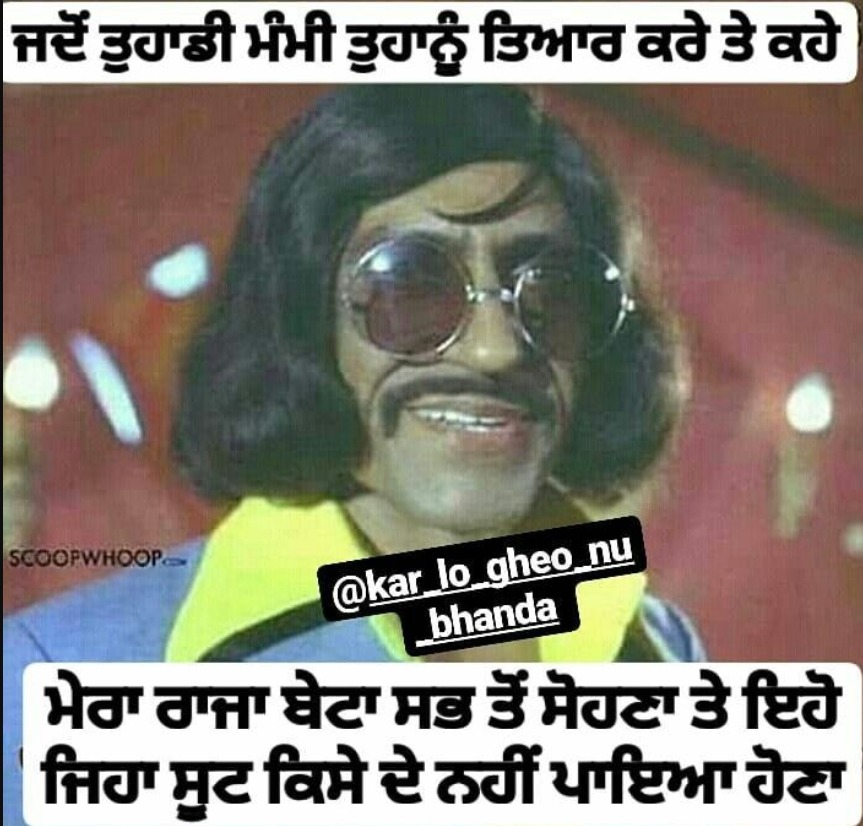 ਜਦੋਂ ਤੁਹਾਡੀ ਮੰਮੀ ਤੁਹਾਨੂੰ ਤਿਆਰ ਕਰੇ ਤੇ ਕਹੇ
SCOOPWHOOP
@kar_lo_gheo_nu
_bhanda
ਮੇਰਾ ਰਾਜਾ ਬੇਟਾ ਸਭ ਤੋਂ ਸੋਹਣਾ ਤੇ ਇਹੋ
ਜਿਹਾ ਸੂਟ ਕਿਸੇ ਦੇ ਨਹੀਂ ਪਾਇਆ ਹੋਣਾ